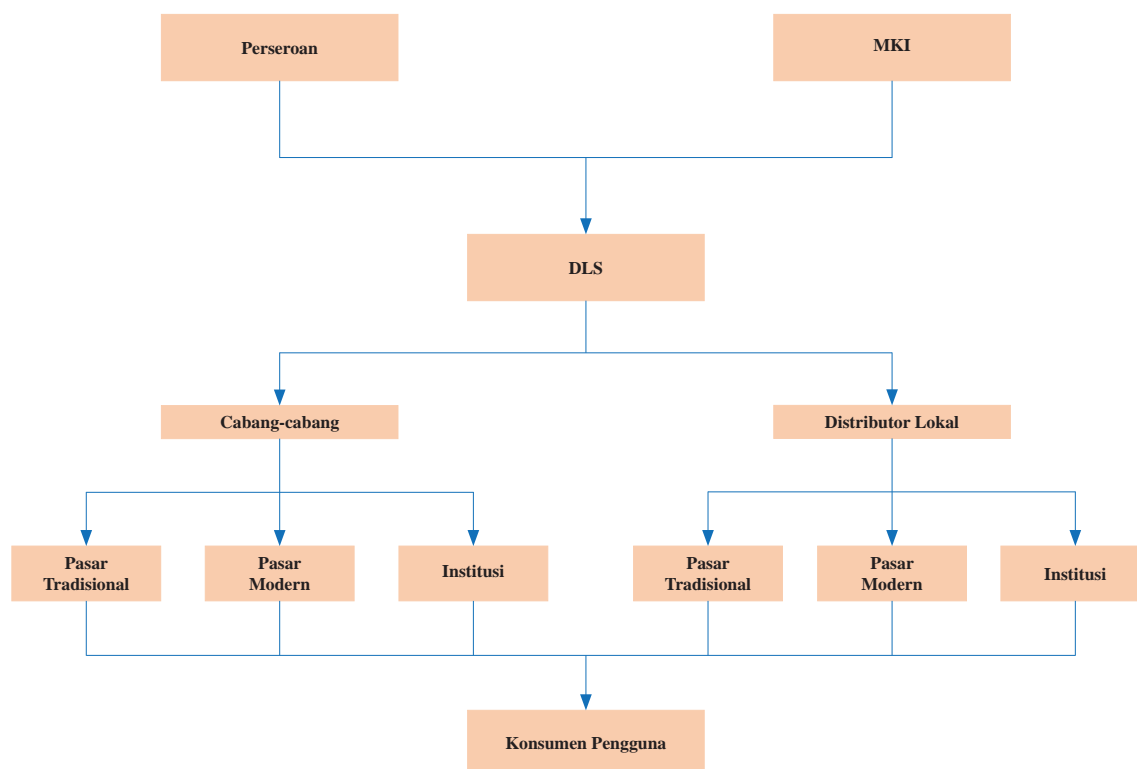 Perseroan
MKI
DLS
Cabang-cabang
Distributor Lokal
Pasar
Tradisional
Pasar
Modern
Institusi
Pasar
Tradisional
Pasar
Modern
Institusi
Konsumen Pengguna